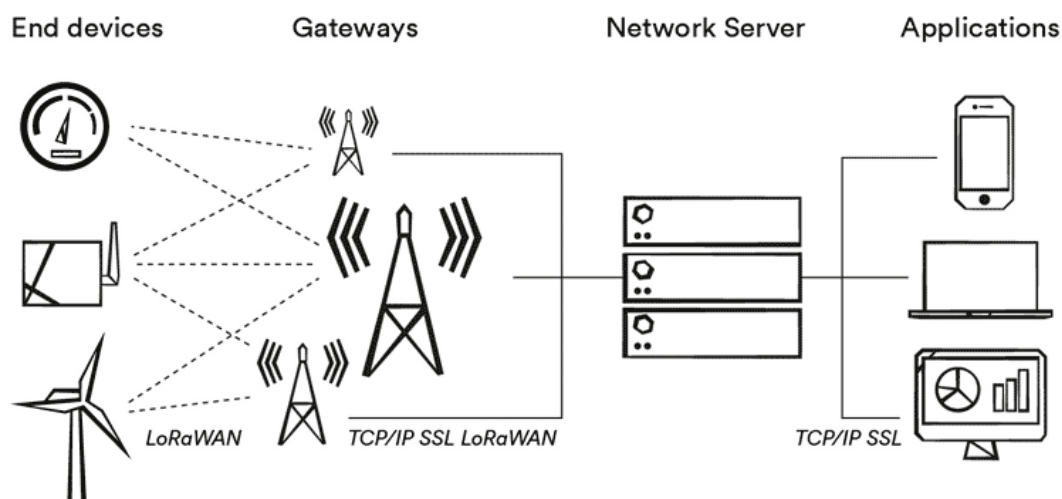 End devices
Gateways
Network Server
Applications
LoRaWAN
TCP/IP SSL LoRaWAN
TCP/IP SSL